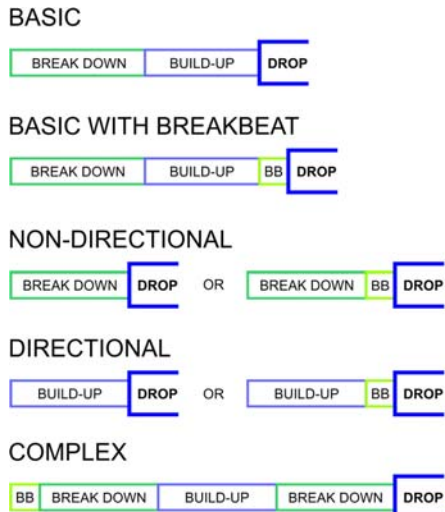 BASIC
BREAK DOWN BUILD-UP DROP
BASIC WITH BREAKBEAT
BREAK DOWN BUILD-UP BB DROP
NON-DIRECTIONAL
BREAK DOWN DROP OR BREAK DOWN BB DROP
DIRECTIONAL
BUILD-UP DROP OR BUILD-UP BB DROP
COMPLEX
BB BREAK DOWN BUILD-UP BREAK DOWN DROP